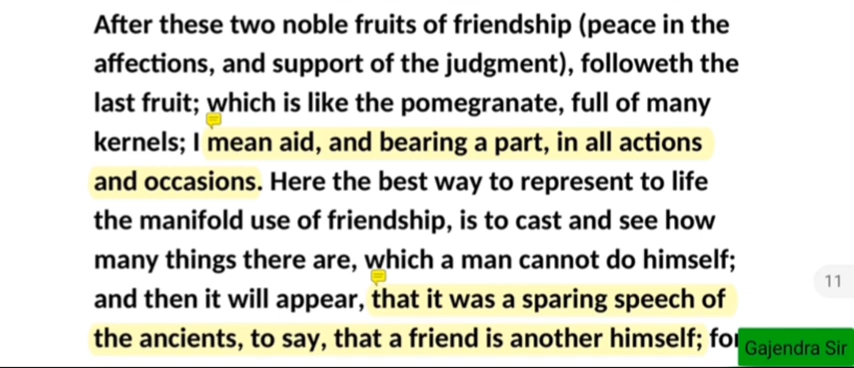 After these two noble fruits of friendship (peace in the
affections, and support of the judgment), followeth the
last fruit; which is like the pomegranate, full of many
kernels; I mean aid, and bearing a part, in all actions
and occasions. Here the best way to represent to life
the manifold use of friendship, is to cast and see how
many things there are, which a man cannot do himself;
11
and then it will appear, that it was a sparing speech of
the ancients, to say, that a friend is another himself; for
Gajendra Sir